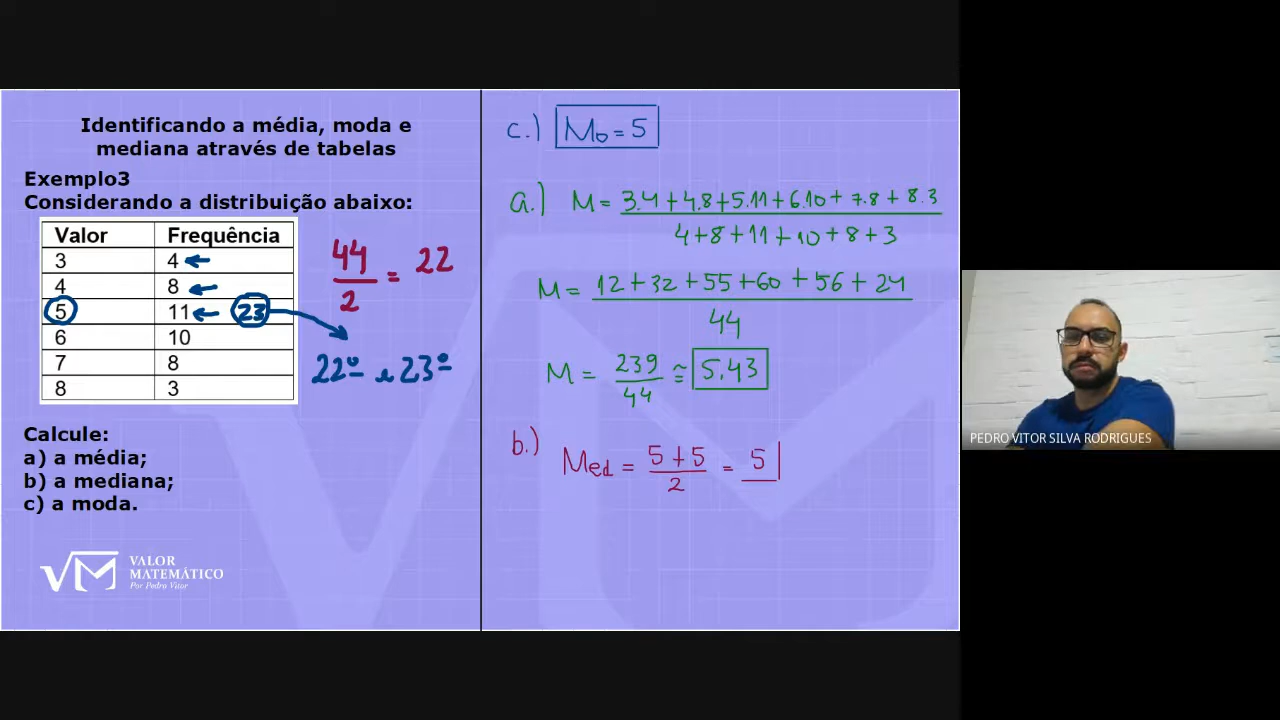 Identificando a média, moda e
mediana através de tabelas
Exemplo3
Considerando a distribuição abaixo:
Valor Frequência
3 4
4 8
5 11 23
6 10
7 8
8 3
44/2 = 22
22º e 23º
Calcule:
a) a média;
b) a mediana;
c) a moda.
VALOR
MATEMÁTICO
Por Pedro Vitor
c.) Mo = 5
a.) M = 3.4+4.8+5.11+6.10+7.8+8.3
4+8+11+10+8+3
M = 12+32+55+60+56+24
44
M = 239/44 ≅ 5,43
b.) Med = 5+5/2 = 5
PEDRO VITOR SILVA RODRIGUES